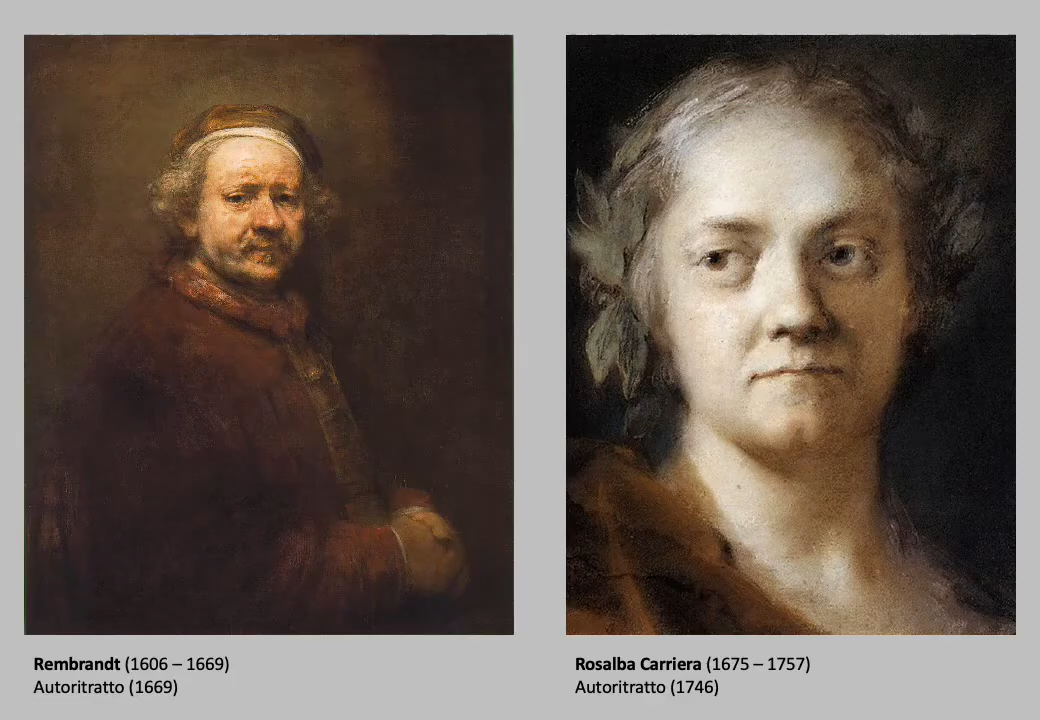 Rembrandt (1606 – 1669)
Autoritratto (1669)
Rosalba Carriera (1675 – 1757)
Autoritratto (1746)